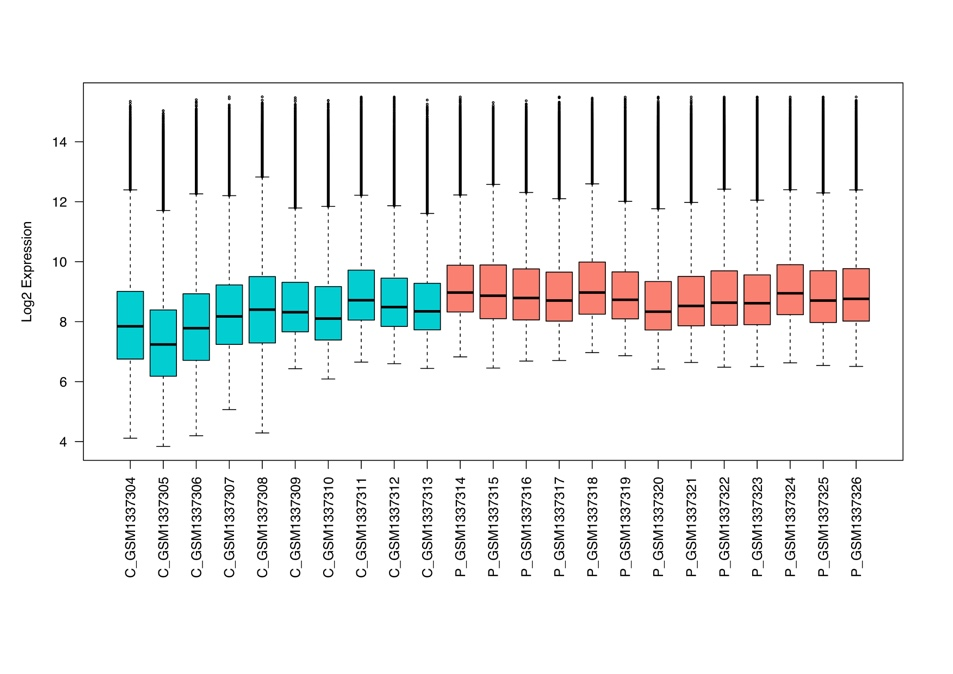 Log2 Expression
14
12
10
8
6
4
C_GSM1337304
C_GSM1337305
C_GSM1337306
C_GSM1337307
C_GSM1337308
C_GSM1337309
C_GSM1337310
C_GSM1337311
C_GSM1337312
C_GSM1337313
P_GSM1337314
P_GSM1337315
P_GSM1337316
P_GSM1337317
P_GSM1337318
P_GSM1337319
P_GSM1337320
P_GSM1337321
P_GSM1337322
P_GSM1337323
P_GSM1337324
P_GSM1337325
P_GSM1337326